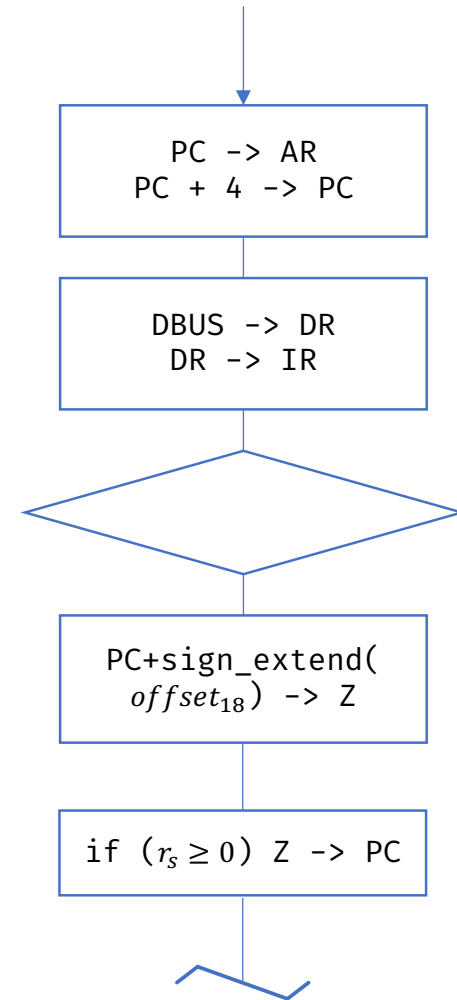 PC -> AR
PC + 4 -> PC
DBUS -> DR
DR -> IR
PC+sign_extend(
offset₁₈) -> Z
if (rₛ ≥ 0) Z -> PC